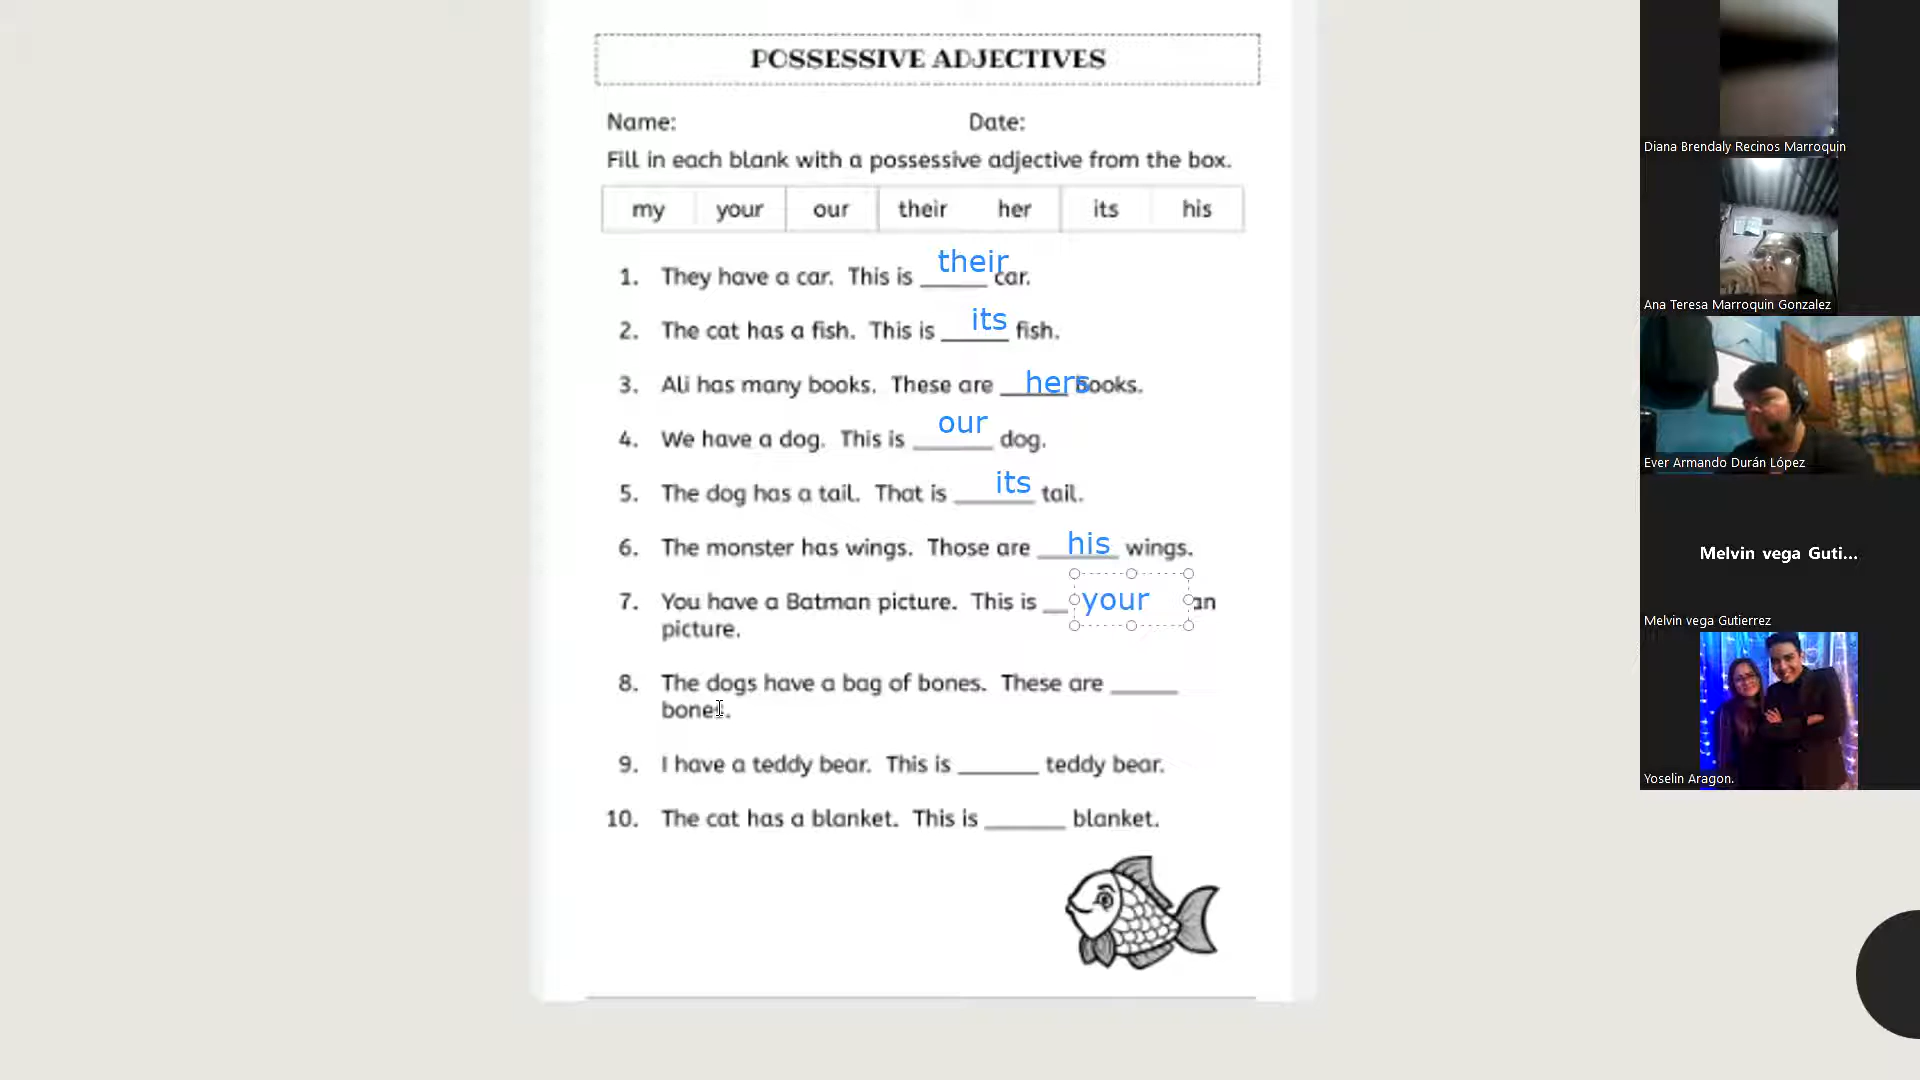 POSSESSIVE ADJECTIVES
Name: Date:
Fill in each blank with a possessive adjective from the box.
my your our their her its his
1. They have a car. This is their car.
2. The cat has a fish. This is its fish.
3. Ali has many books. These are hers books.
4. We have a dog. This is our dog.
5. The dog has a tail. That is its tail.
6. The monster has wings. Those are his wings.
7. You have a Batman picture. This is your an
picture.
8. The dogs have a bag of bones. These are ______
bones.
9. I have a teddy bear. This is _______ teddy bear.
10. The cat has a blanket. This is _______ blanket.
Diana Brendaly Recinos Marroquin
Ana Teresa Marroquin Gonzalez
Ever Armando Durán López
Melvin vega Guti...
Melvin vega Gutierrez
Yoselin Aragon.